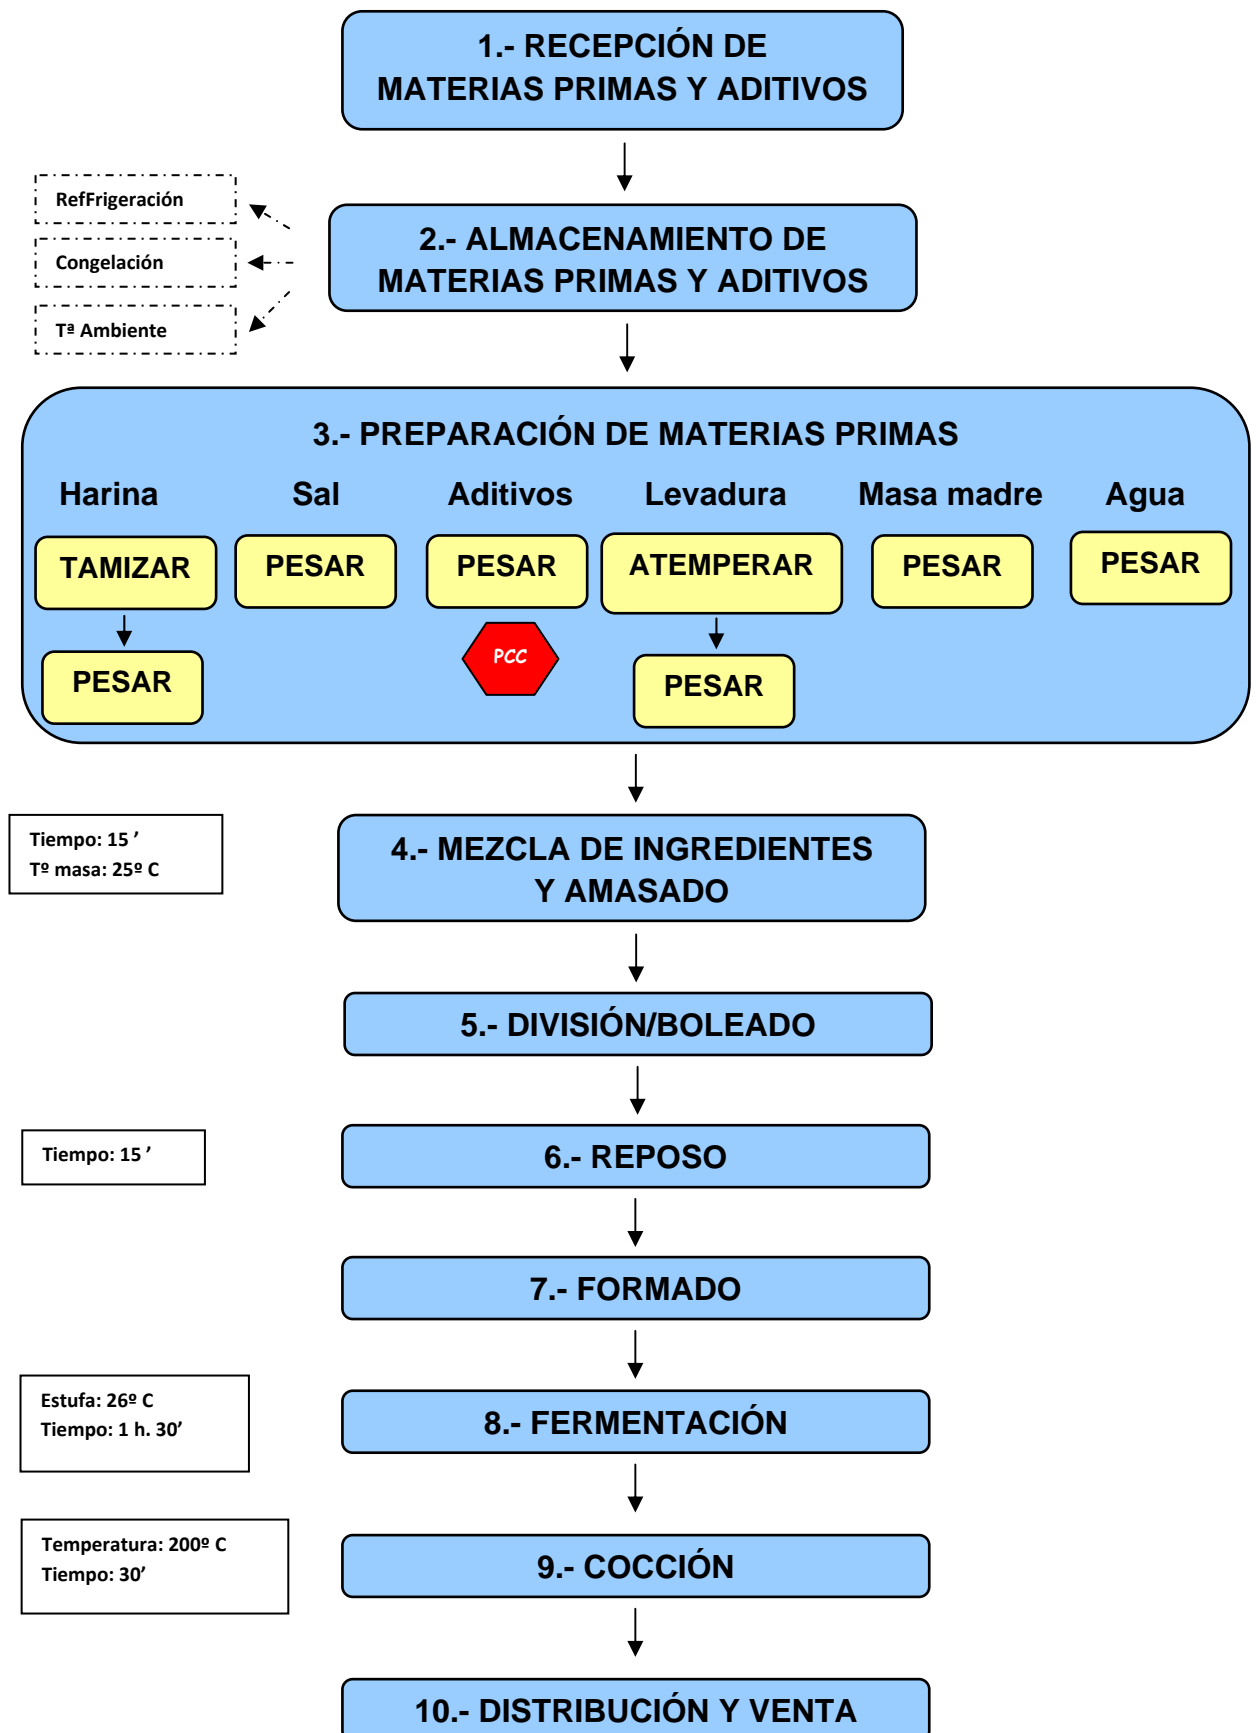 1.- RECEPCIÓN DE
MATERIAS PRIMAS Y ADITIVOS
RefFrigeración
Congelación
Tª Ambiente
2.- ALMACENAMIENTO DE
MATERIAS PRIMAS Y ADITIVOS
3.- PREPARACIÓN DE MATERIAS PRIMAS
Harina Sal Aditivos Levadura Masa madre Agua
TAMIZAR PESAR PESAR ATEMPERAR PESAR PESAR
PCC
PESAR PESAR
Tiempo: 15 ’
Tº masa: 25º C
4.- MEZCLA DE INGREDIENTES
Y AMASADO
5.- DIVISIÓN/BOLEADO
Tiempo: 15 ’
6.- REPOSO
7.- FORMADO
Estufa: 26º C
Tiempo: 1 h. 30’
8.- FERMENTACIÓN
Temperatura: 200º C
Tiempo: 30’
9.- COCCIÓN
10.- DISTRIBUCIÓN Y VENTA